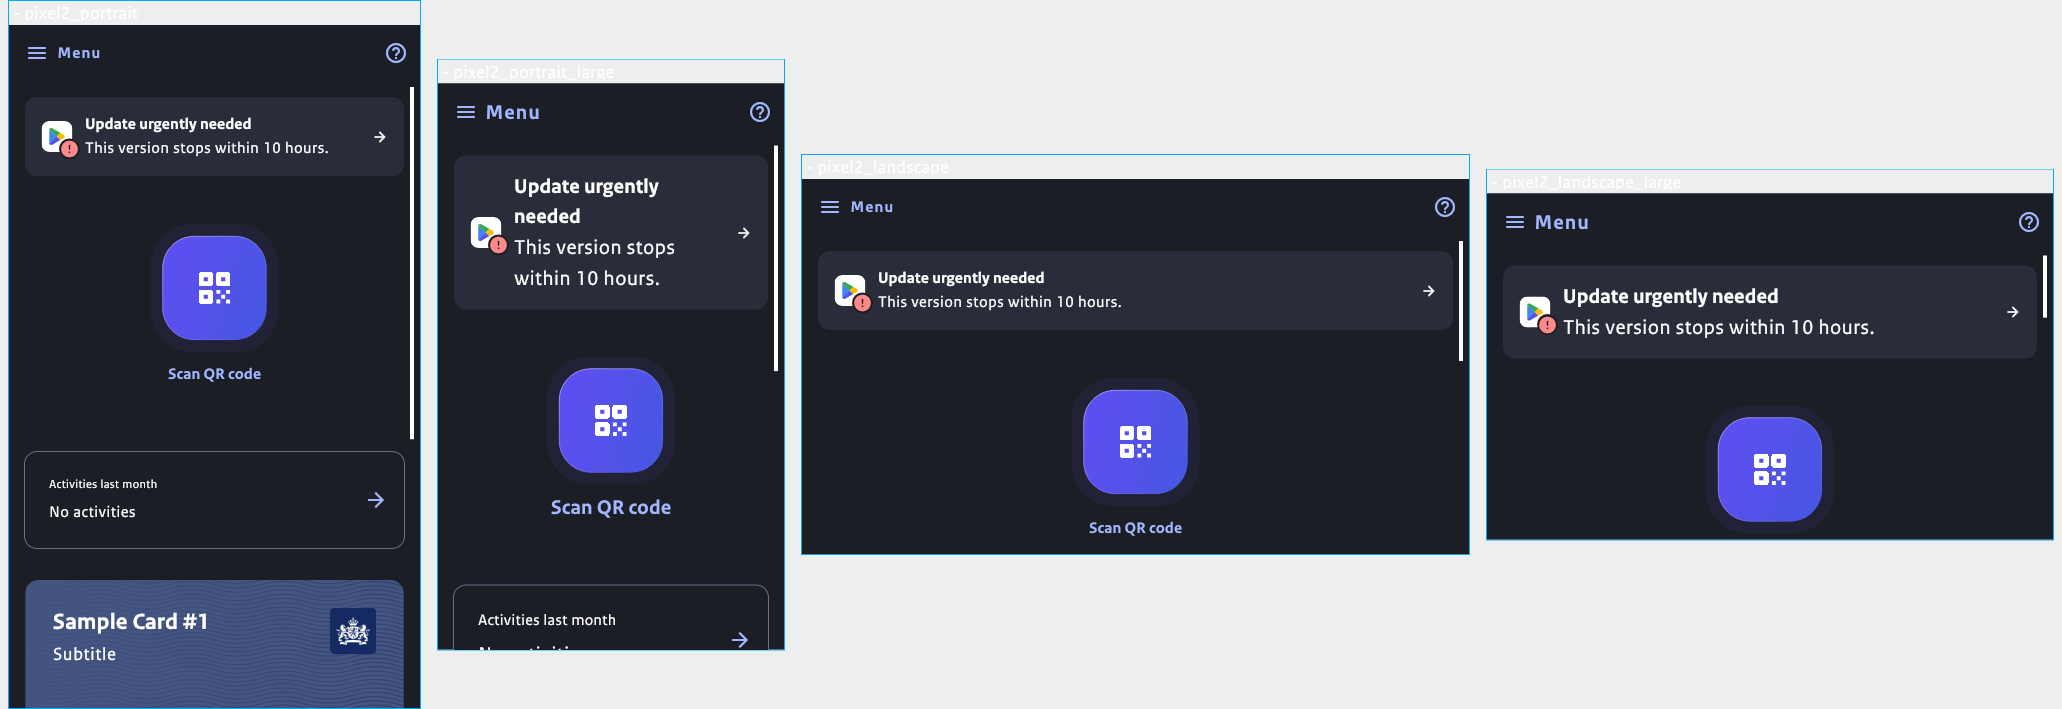 - pixel2_portrait
Menu
Update urgently needed
This version stops within 10 hours.
Scan QR code
Activities last month
No activities
Sample Card #1
Subtitle
- pixel2_portrait_large
Menu
Update urgently
needed
This version stops
within 10 hours.
Scan QR code
Activities last month
No activities
- pixel2_landscape
Menu
Update urgently needed
This version stops within 10 hours.
Scan QR code
- pixel2_landscape_large
Menu
Update urgently needed
This version stops within 10 hours.